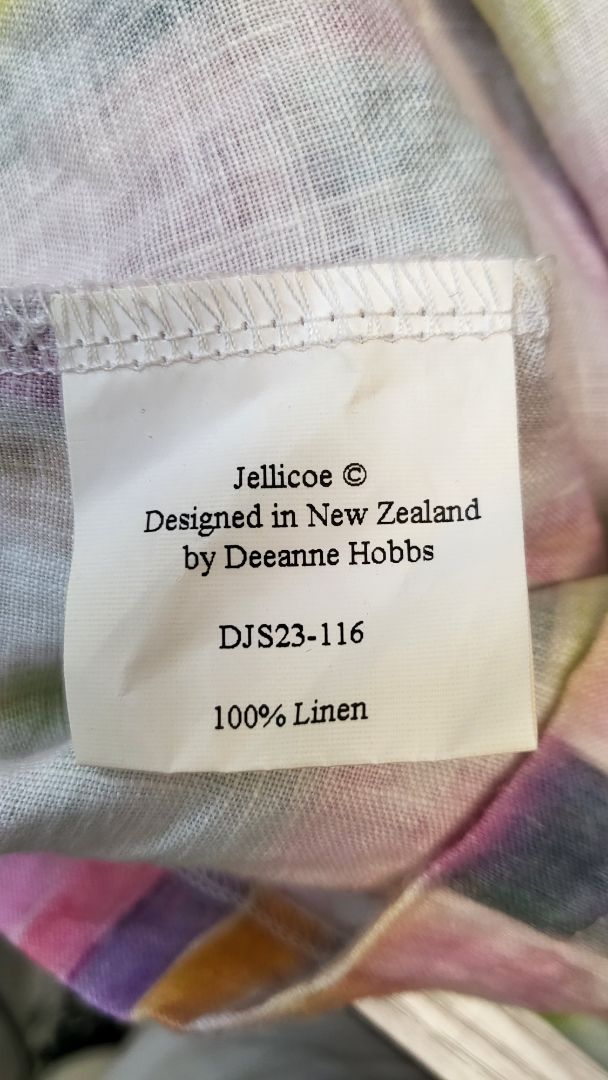 Jellicoe ©
Designed in New Zealand
by Deeanne Hobbs
DJS23-116
100% Linen